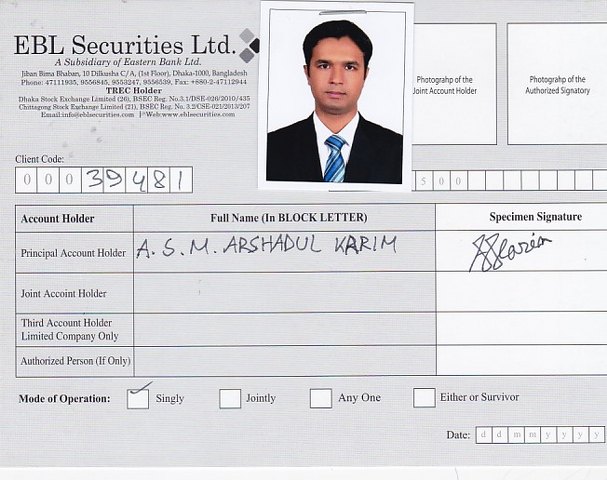 EBL Securities Ltd.
A Subsidiary of Eastern Bank Ltd.
Jiban Bima Bhaban, 10 Dilkusha C/A, (1st Floor), Dhaka-1000, Bangladesh
Phone: 47111935, 9556845, 9553247, 9556539, Fax: +880-2-47112944
TREC Holder
Dhaka Stock Exchange Limited (26), BSEC Reg. No.3.1/DSE-026/2010/435
Chittagong Stock Exchange Limited (21), BSEC Reg. No. 3.2/CSE-021/2013/207
Email:info@eblsecurities.com | Web:www.eblsecurities.com
Photograhp of the
Joint Account Holder
Photograhp of the
Authorized Signatory
Client Code:
0 0 0 3 9 4 8 1
5 0 0
Account Holder Full Name (In BLOCK LETTER) Specimen Signature
Principal Account Holder A. S. M. ARSHADUL KARIM
Joint Accoint Holder
Third Account Holder
Limited Company Only
Authorized Person (If Only)
Mode of Operation: Singly Jointly Any One Either or Survivor
Date: d d m m y y y y